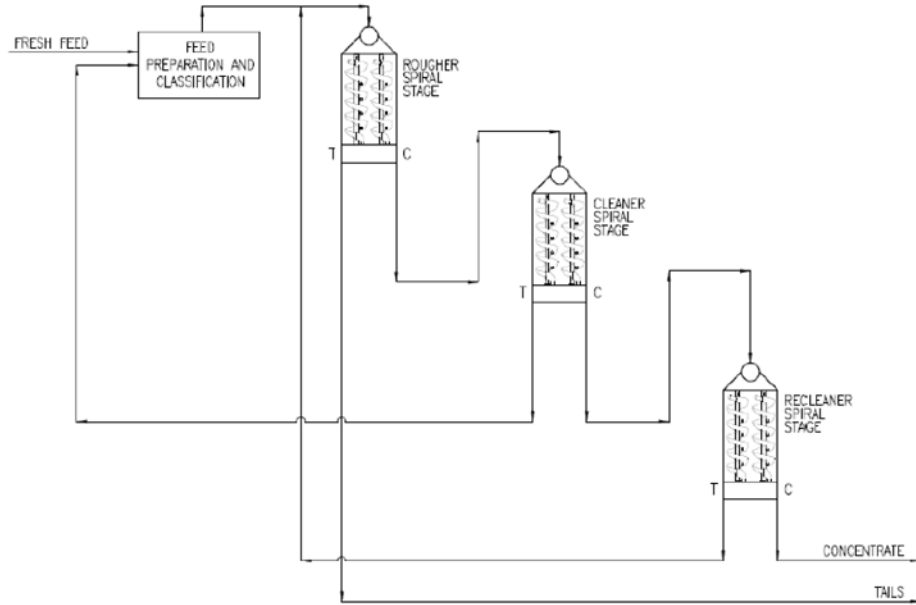 FRESH FEED
FEED
PREPARATION AND
CLASSIFICATION
ROUGHER
SPIRAL
STAGE
T
C
CLEANER
SPIRAL
STAGE
T
C
RECLEANER
SPIRAL
STAGE
T
C
CONCENTRATE
TAILS